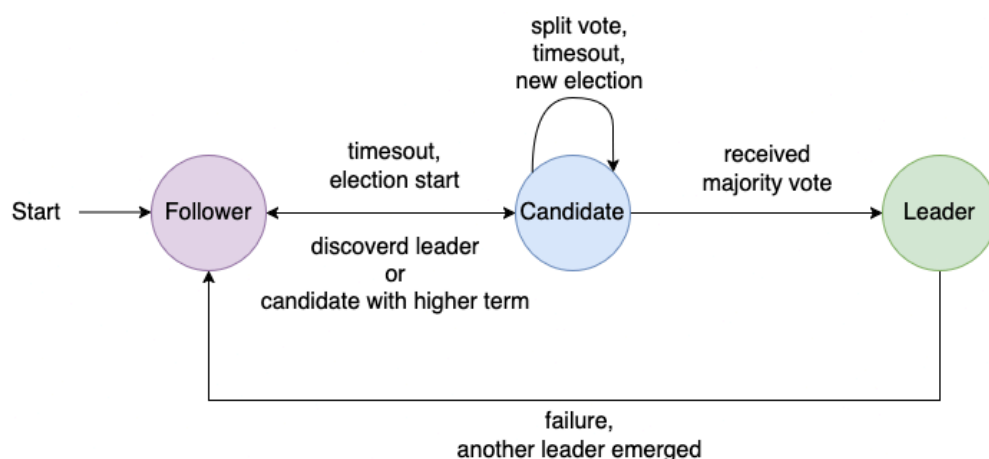 split vote,
timesout,
new election
timesout,
election start
received
majority vote
Start
Follower
Candidate
Leader
discoverd leader
or
candidate with higher term
failure,
another leader emerged